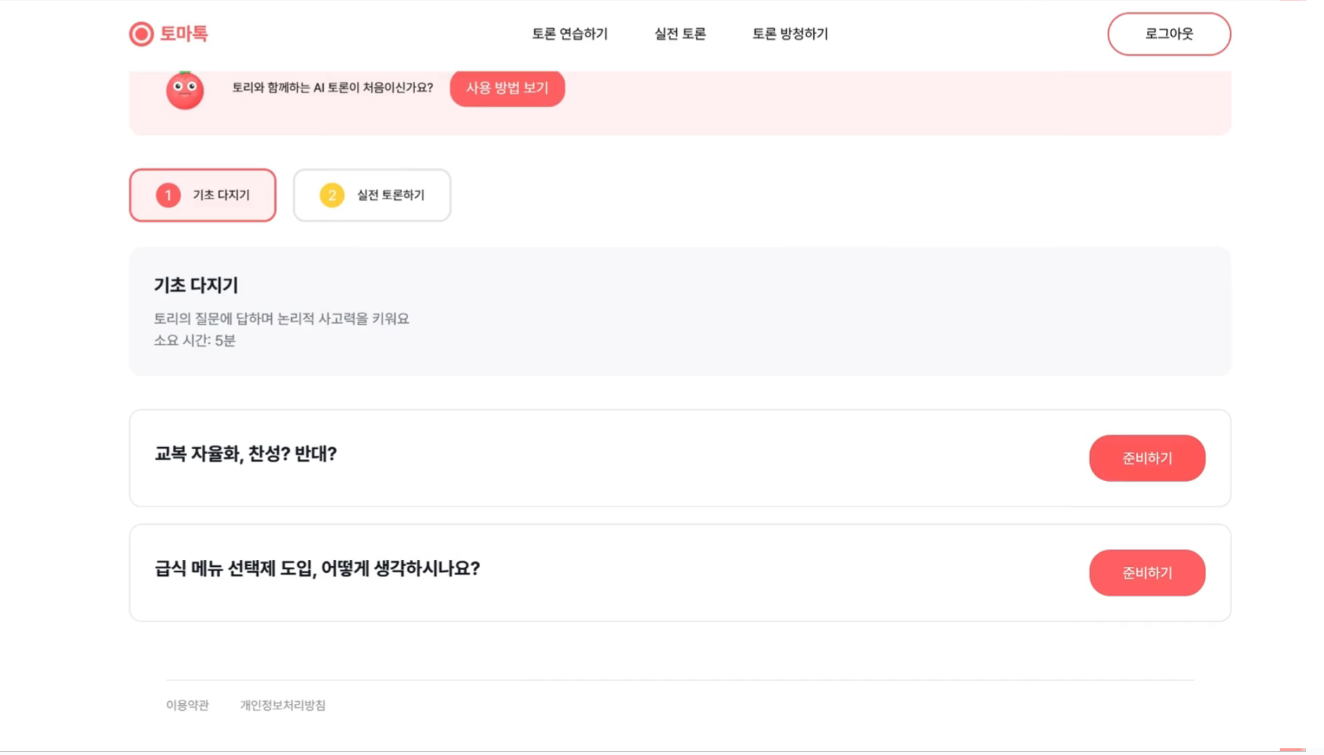 토마톡
토론 연습하기 실전 토론 토론 방청하기
로그아웃
토리와 함께하는 AI 토론이 처음이신가요? 사용 방법 보기
1 기초 다지기 2 실전 토론하기
기초 다지기
토리의 질문에 답하며 논리적 사고력을 키워요
소요 시간: 5분
교복 자율화, 찬성? 반대?
준비하기
급식 메뉴 선택제 도입, 어떻게 생각하시나요?
준비하기
이용약관 개인정보처리방침